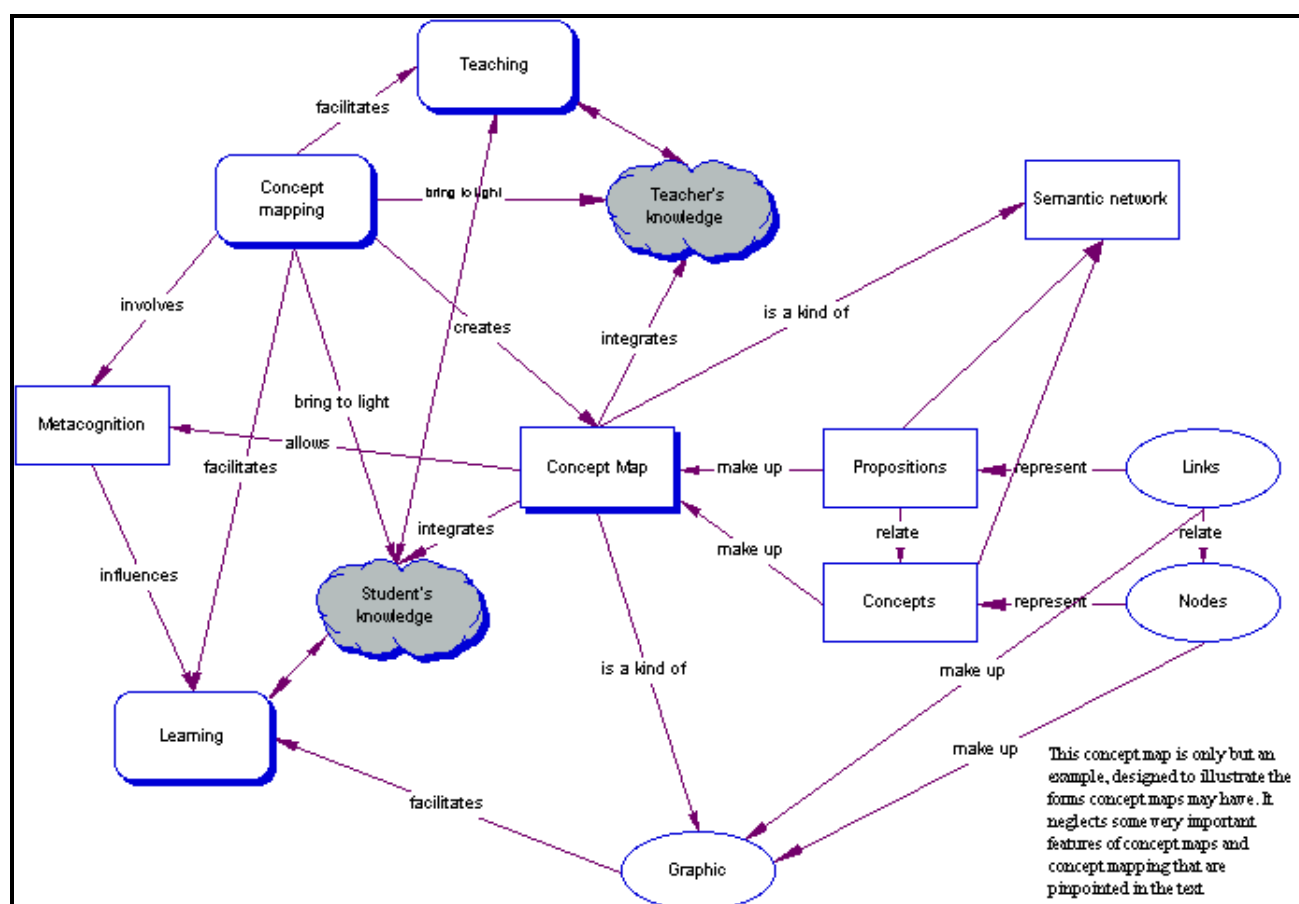 Teaching
facilitates
Concept
mapping
bring to light
Teacher's
knowledge
Semantic network
involves
creates
integrates
is a kind of
Metacognition
bring to light
allows
facilitates
Concept Map
make up
Propositions
represent
Links
integrates
relate
relate
make up
influences
Student's
knowledge
Concepts
represent
Nodes
is a kind of
make up
Learning
make up
facilitates
Graphic
This concept map is only but an
example, designed to illustrate the
forms concept maps may have. It
neglects some very important
features of concept maps and
concept mapping that are
pinpointed in the text